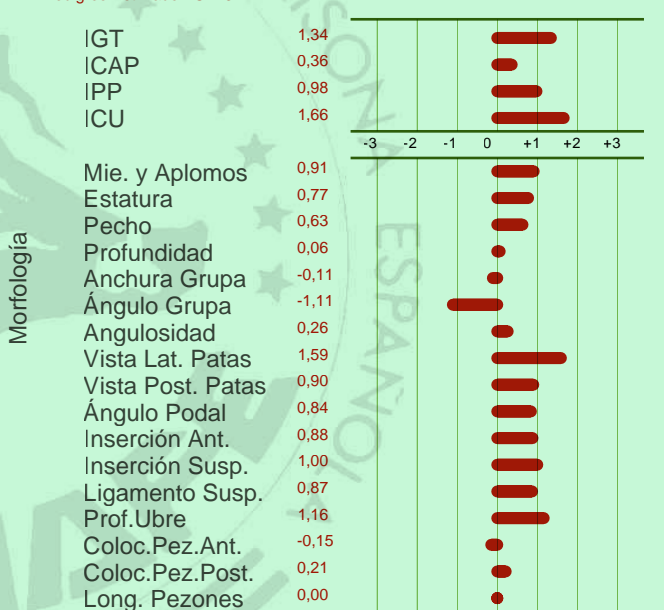 IGT 1,34
ICAP 0,36
IPP 0,98
ICU 1,66
-3 -2 -1 0 +1 +2 +3
Morfología
Mie. y Aplomos 0,91
Estatura 0,77
Pecho 0,63
Profundidad 0,06
Anchura Grupa -0,11
Ángulo Grupa -1,11
Angulosidad 0,26
Vista Lat. Patas 1,59
Vista Post. Patas 0,90
Ángulo Podal 0,84
Inserción Ant. 0,88
Inserción Susp. 1,00
Ligamento Susp. 0,87
Prof.Ubre 1,16
Coloc.Pez.Ant. -0,15
Coloc.Pez.Post. 0,21
Long. Pezones 0,00
ESPAÑOLA